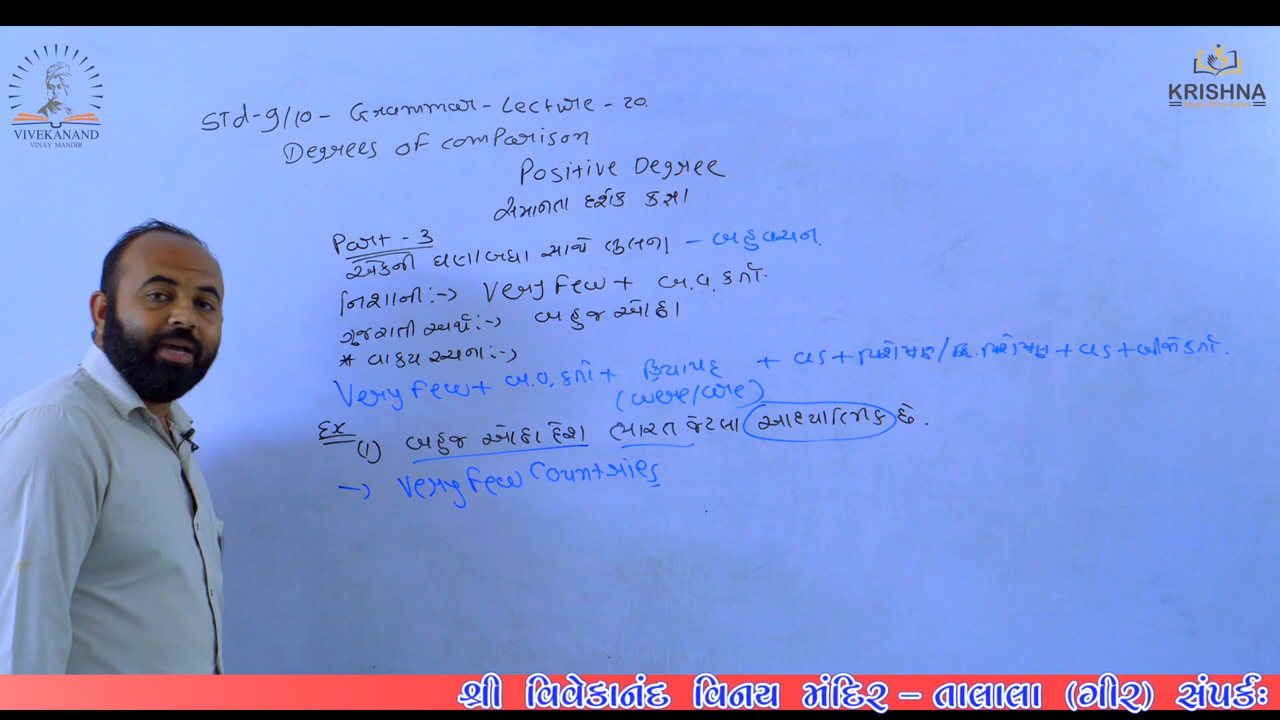 VIVEKANAND
VINAY MANDIR
KRISHNA
STd-9/10 - Grammar - Lecture - 20.
Degrees of comparison
Positive Degree
સમાનતા દર્શક કક્ષા
Part - 3
એકની ઘણા/બધા સાથે તુલના - બહુવચન.
નિશાની :-> Very few + બ.વ. કર્તા.
ગુજરાતી અર્થ :-> બહુજ ઓછા
* વાક્ય રચના :->
Very few + બ.વ. કર્તા + ક્રિયાપદ + as + વિશેષણ / ક્રિ.વિશેષણ + as + બીજોકર્તા.
(were/are)
Ex (1) બહુજ ઓછા દેશ ભારત જેટલા આધ્યાત્મિક છે.
-> Very few Countries
શ્રી વિવેકાનંદ વિનય મંદિર – તાલાલા (ગીર) સંપર્કઃ